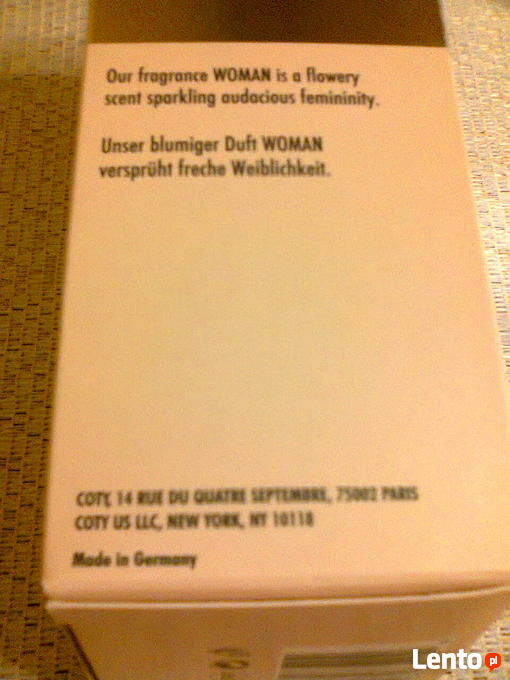 Our fragrance WOMAN is a flowery
scent sparkling audacious femininity.
Unser blumiger Duft WOMAN
versprüht freche Weiblichkeit.
COTY, 14 RUE DU QUATRE SEPTEMBRE, 75002 PARIS
COTY US LLC, NEW YORK, NY 10118
Made in Germany
Lento.pl